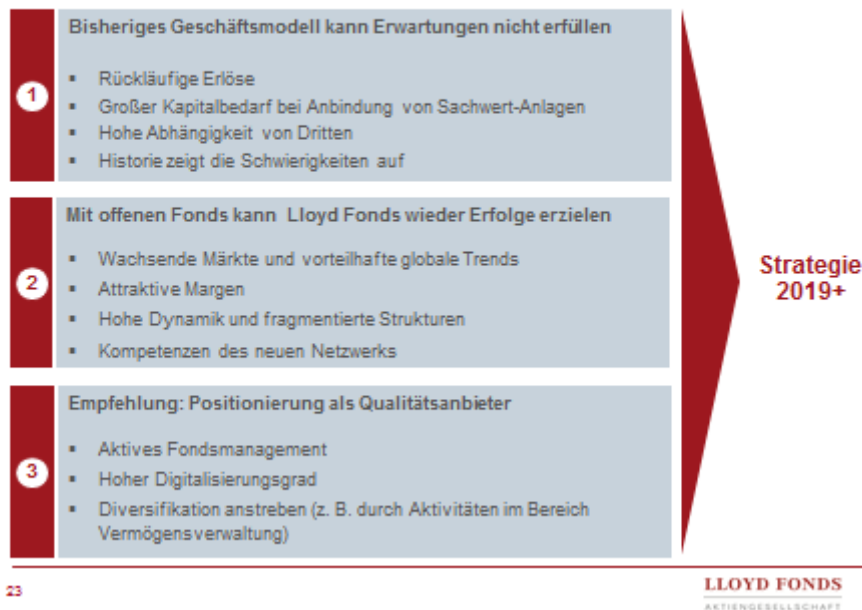 Bisheriges Geschäftsmodell kann Erwartungen nicht erfüllen
1
▪ Rückläufige Erlöse
▪ Großer Kapitalbedarf bei Anbindung von Sachwert-Anlagen
▪ Hohe Abhängigkeit von Dritten
▪ Historie zeigt die Schwierigkeiten auf
Mit offenen Fonds kann Lloyd Fonds wieder Erfolge erzielen
2
▪ Wachsende Märkte und vorteilhafte globale Trends
▪ Attraktive Margen
▪ Hohe Dynamik und fragmentierte Strukturen
▪ Kompetenzen des neuen Netzwerks
Empfehlung: Positionierung als Qualitätsanbieter
3
▪ Aktives Fondsmanagement
▪ Hoher Digitalisierungsgrad
▪ Diversifikation anstreben (z. B. durch Aktivitäten im Bereich
Vermögensverwaltung)
Strategie
2019+
23
LLOYD FONDS
AKTIENGESELLSCHAFT